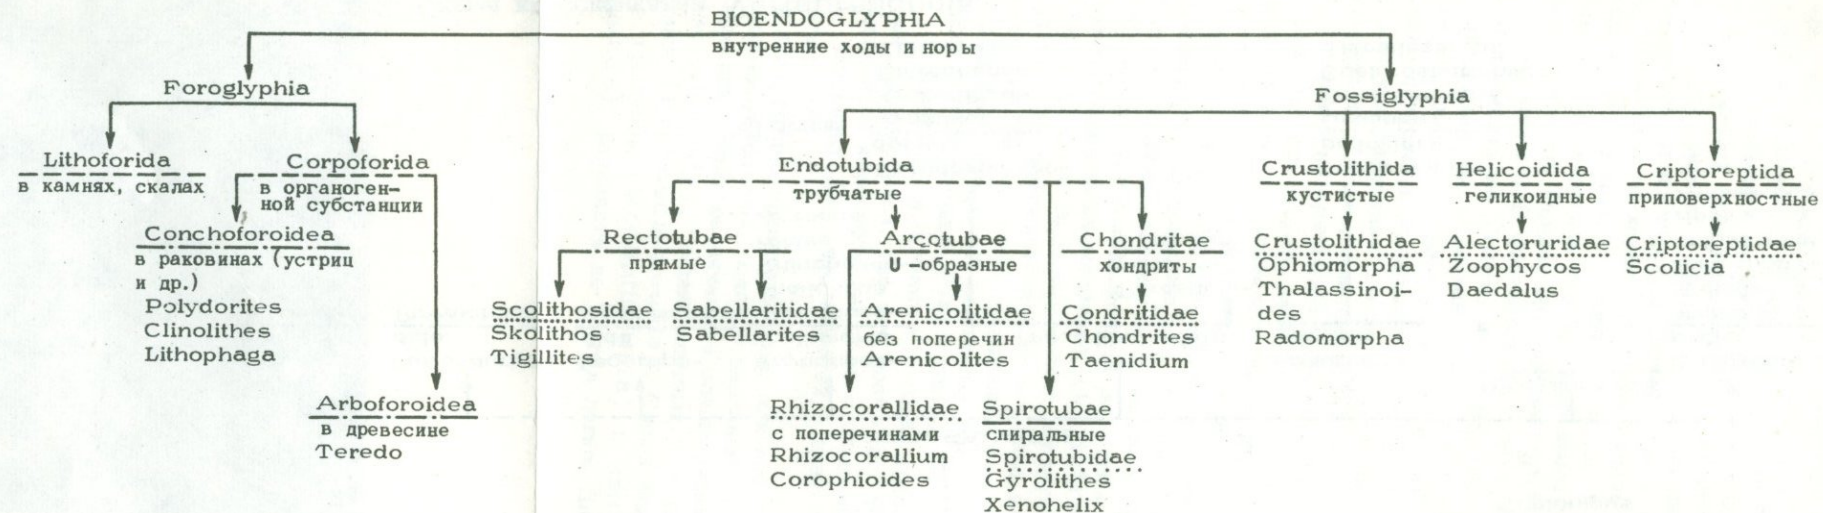 BIOENDOGLYPHIA
внутренние ходы и норы
Foroglyphia
Fossiglyphia
Lithoforida
в камнях, скалах
Corpoforida
в органоген-
ной субстанции
Conchoforoidea
в раковинах (устриц
и др.)
Polydorites
Clinolithes
Lithophaga
Arboforoidea
в древесине
Teredo
Endotubida
трубчатые
Rectotubae
прямые
Scolithosidae
Skolithos
Tigillites
Sabellaritidae
Sabellarites
Arcotubae
U -образные
Arenicolitidae
без поперечин
Arenicolites
Rhizocorallidae
с поперечинами
Rhizocorallium
Corophioides
Spirotubae
спиральные
Spirotubidae
Gyrolithes
Xenohelix
Chondritae
хондриты
Condritidae
Chondrites
Taenidium
Crustolithida
кустистые
Crustolithidae
Ophiomorpha
Thalassinoi-
des
Radomorpha
Helicoidida
геликоидные
Alectoruridae
Zoophycos
Daedalus
Criptoreptida
приповерхностные
Criptoreptidae
Scolicia